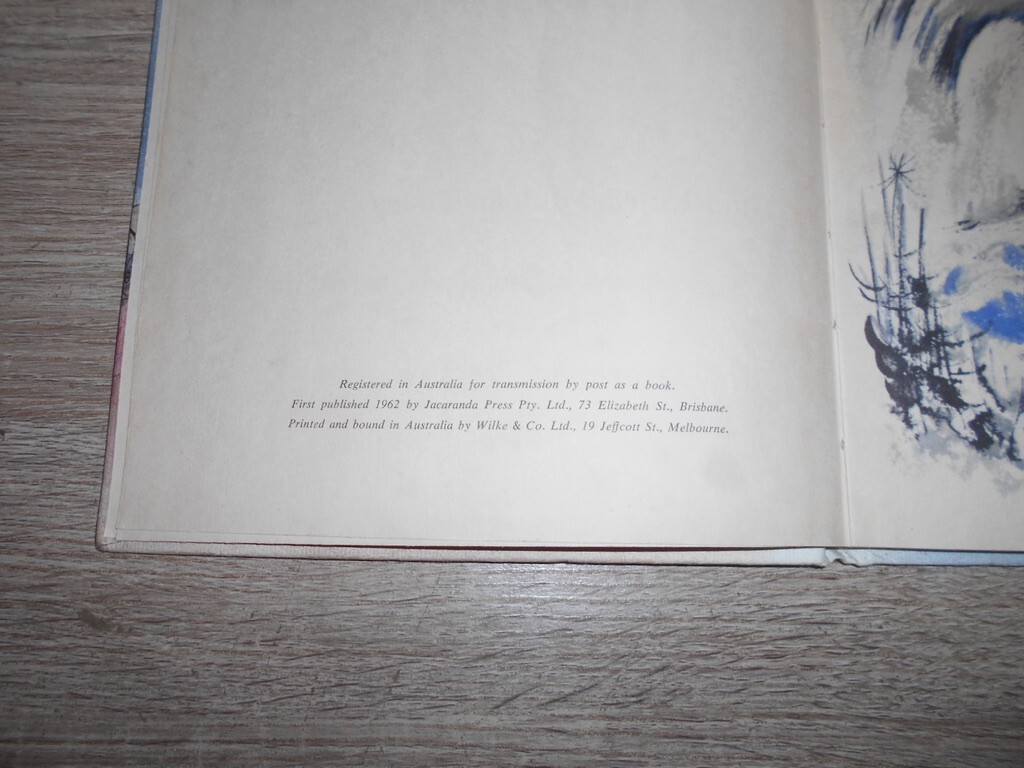 Registered in Australia for transmission by post as a book.
First published 1962 by Jacaranda Press Pty. Ltd., 73 Elizabeth St., Brisbane.
Printed and bound in Australia by Wilke & Co. Ltd., 19 Jeffcott St., Melbourne.